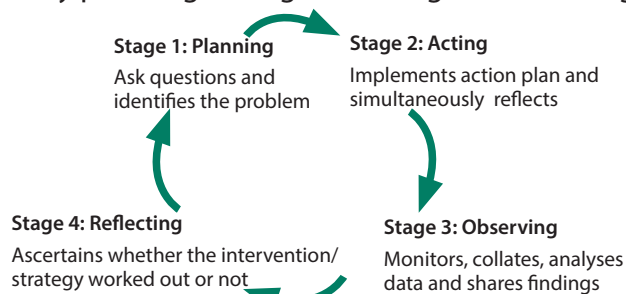 Stage 1: Planning
Ask questions and
identifies the problem
Stage 2: Acting
Implements action plan and
simultaneously reflects
Stage 3: Observing
Monitors, collates, analyses
data and shares findings
Stage 4: Reflecting
Ascertains whether the intervention/
strategy worked out or not